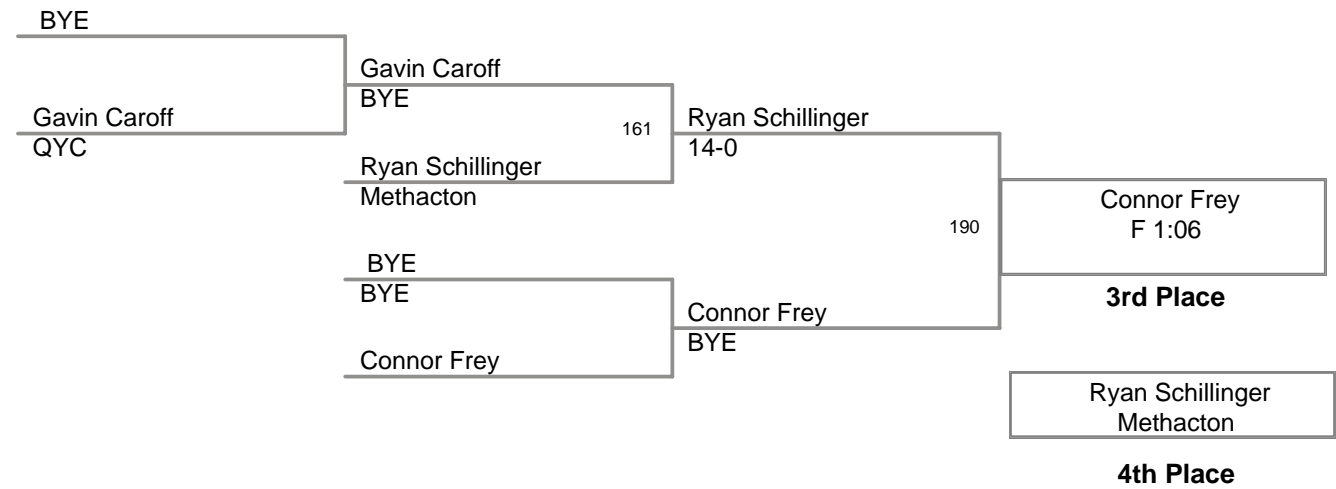 BYE
Gavin Caroff
QYC
Gavin Caroff
BYE
Ryan Schillinger
Methacton
161
Ryan Schillinger
14-0
BYE
BYE
Connor Frey
Connor Frey
BYE
190
Connor Frey
F 1:06
3rd Place
Ryan Schillinger
Methacton
4th Place